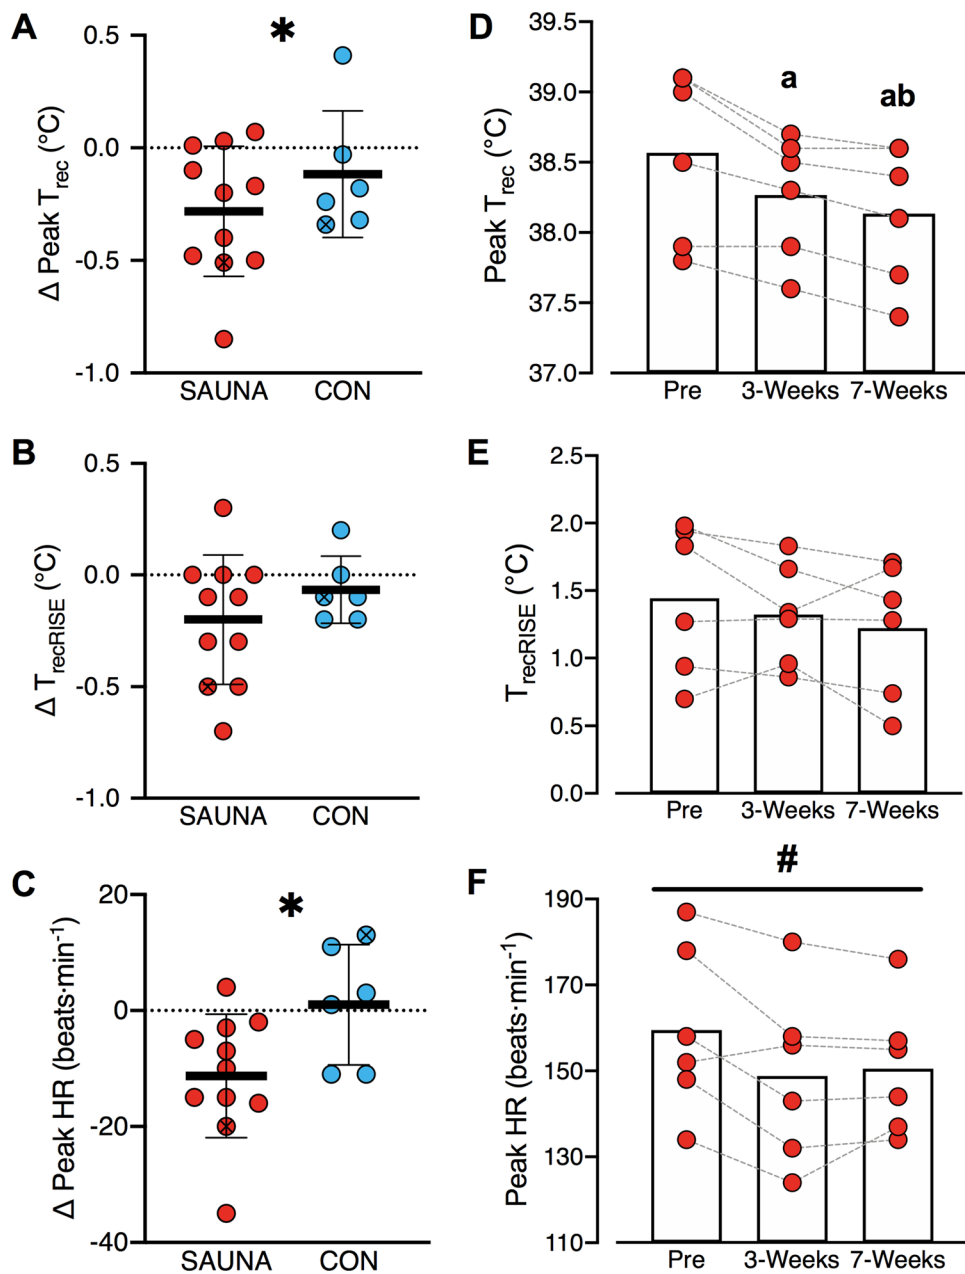 A
*
0.5
0.0
-0.5
-1.0
Δ Peak Trec (°C)
SAUNA CON
D
39.5
39.0
38.5
38.0
37.5
37.0
Peak Trec (°C)
a
ab
Pre 3-Weeks 7-Weeks
B
0.5
0.0
-0.5
-1.0
Δ TrecRISE (°C)
SAUNA CON
E
2.5
2.0
1.5
1.0
0.5
0.0
TrecRISE (°C)
Pre 3-Weeks 7-Weeks
C
*
20
0
-20
-40
Δ Peak HR (beats·min-1)
SAUNA CON
F
#
190
170
150
130
110
Peak HR (beats·min-1)
Pre 3-Weeks 7-Weeks